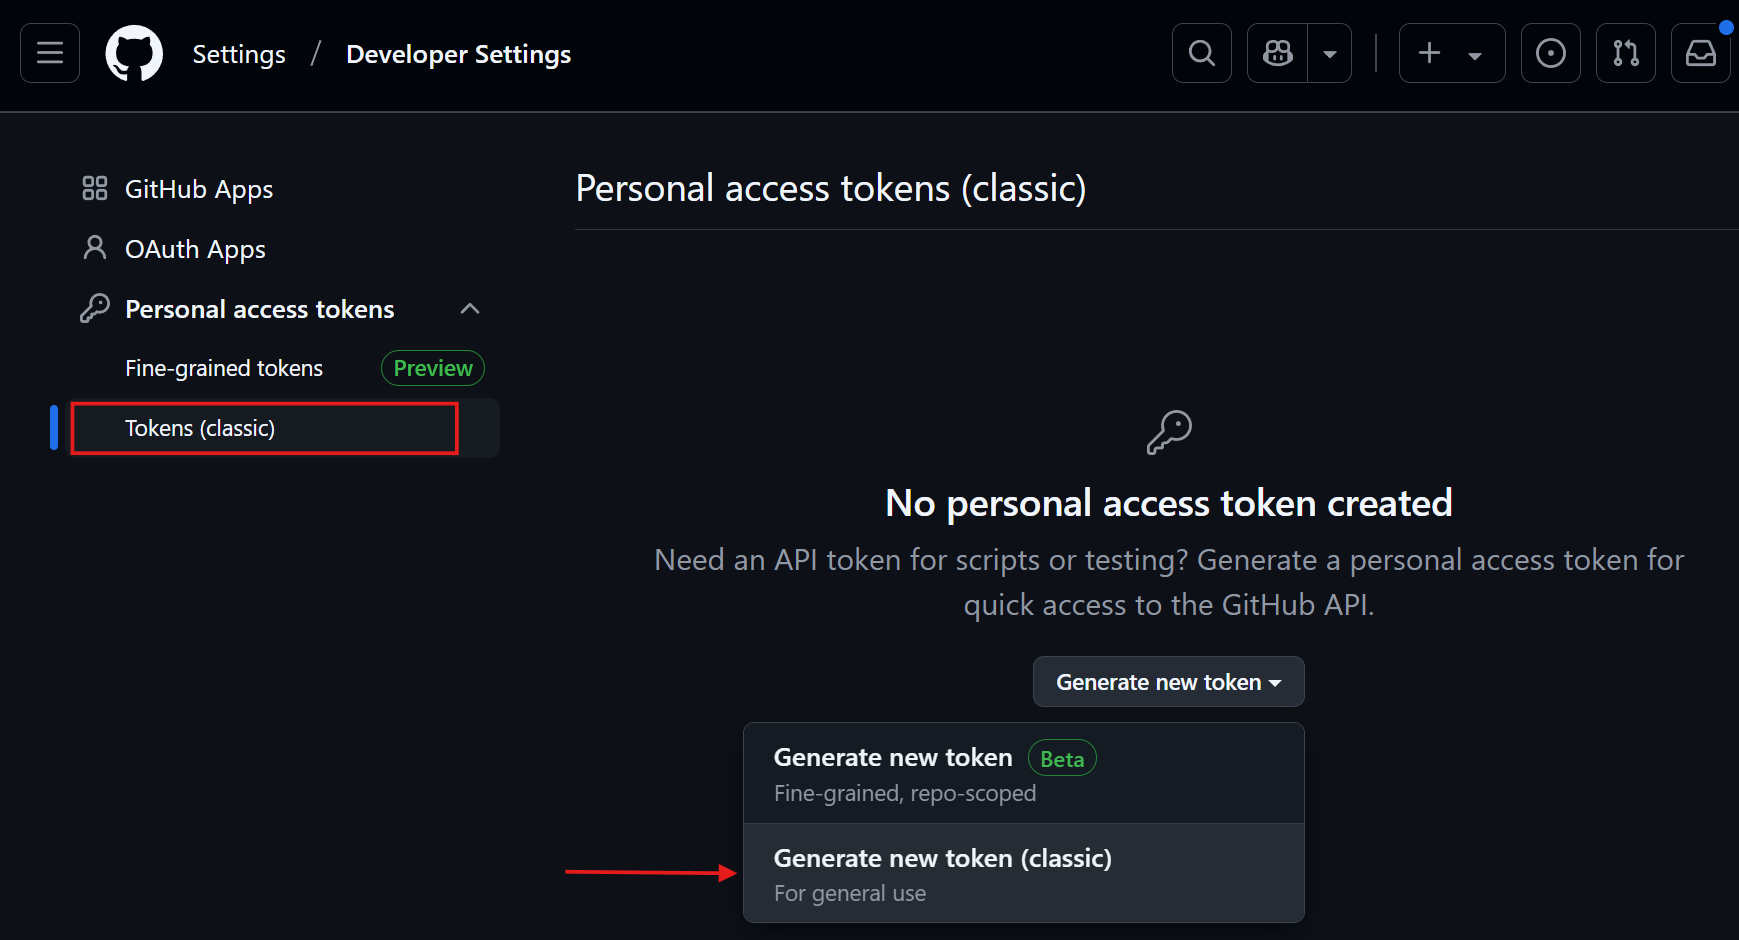 Settings / Developer Settings
GitHub Apps
OAuth Apps
Personal access tokens
Fine-grained tokens Preview
Tokens (classic)
Personal access tokens (classic)
No personal access token created
Need an API token for scripts or testing? Generate a personal access token for
quick access to the GitHub API.
Generate new token
Generate new token Beta
Fine-grained, repo-scoped
Generate new token (classic)
For general use